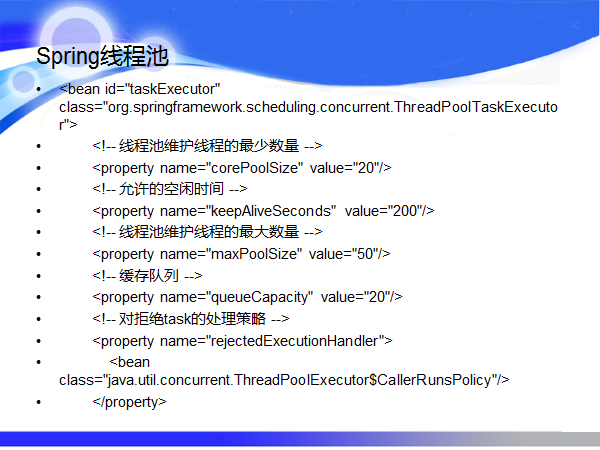 Spring线程池
• <bean id="taskExecutor"
class="org.springframework.scheduling.concurrent.ThreadPoolTaskExecuto
r">
• <!-- 线程池维护线程的最少数量 -->
• <property name="corePoolSize" value="20"/>
• <!-- 允许的空闲时间 -->
• <property name="keepAliveSeconds" value="200"/>
• <!-- 线程池维护线程的最大数量 -->
• <property name="maxPoolSize" value="50"/>
• <!-- 缓存队列 -->
• <property name="queueCapacity" value="20"/>
• <!-- 对拒绝task的处理策略 -->
• <property name="rejectedExecutionHandler">
• <bean
class="java.util.concurrent.ThreadPoolExecutor$CallerRunsPolicy"/>
• </property>